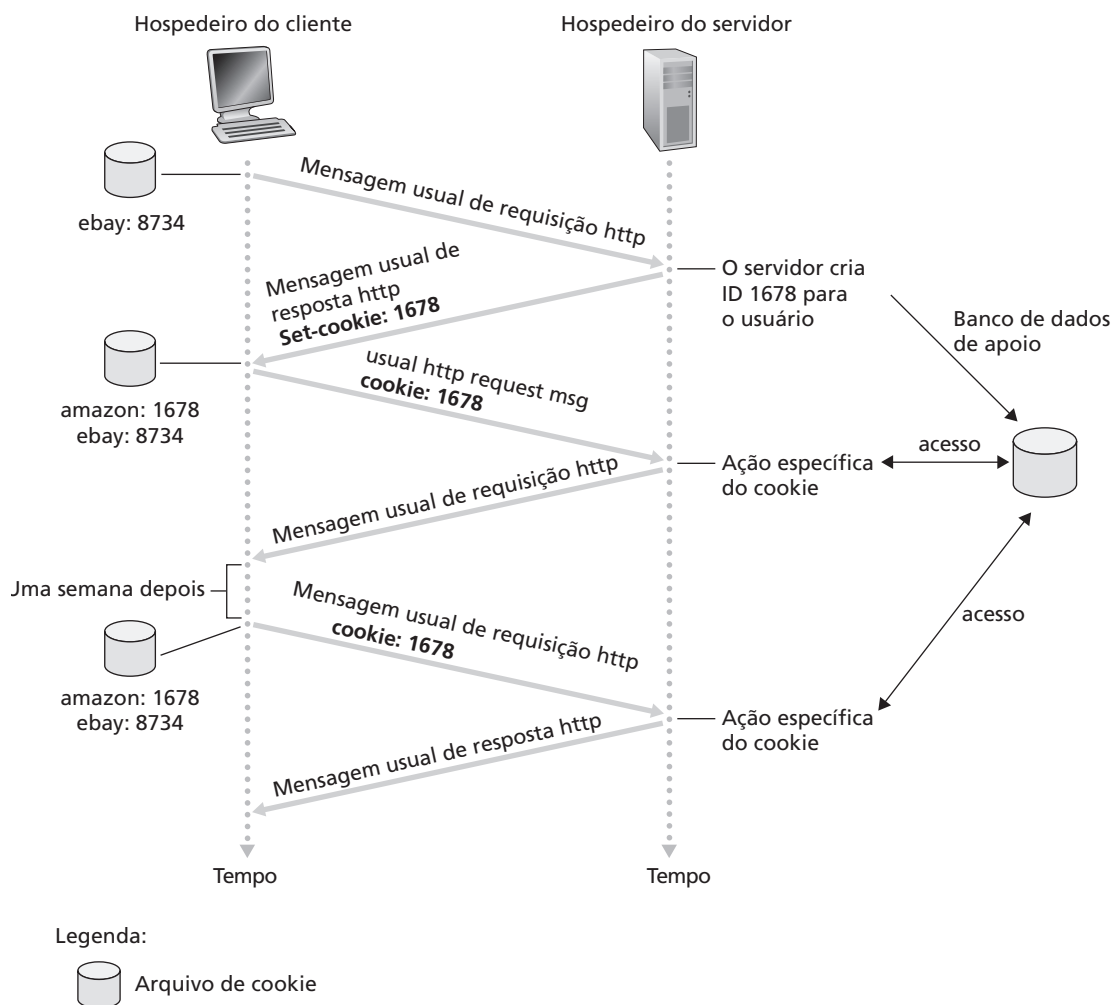 Hospedeiro do cliente
Hospedeiro do servidor
Mensagem usual de requisição http
ebay: 8734
Mensagem usual de
resposta http
Set-cookie: 1678
O servidor cria
ID 1678 para
o usuário
Banco de dados
de apoio
usual http request msg
cookie: 1678
amazon: 1678
ebay: 8734
acesso
Ação específica
do cookie
Mensagem usual de requisição http
Jma semana depois
Mensagem usual de requisição http
cookie: 1678
acesso
amazon: 1678
ebay: 8734
Ação específica
do cookie
Mensagem usual de resposta http
Tempo
Tempo
Legenda:
Arquivo de cookie